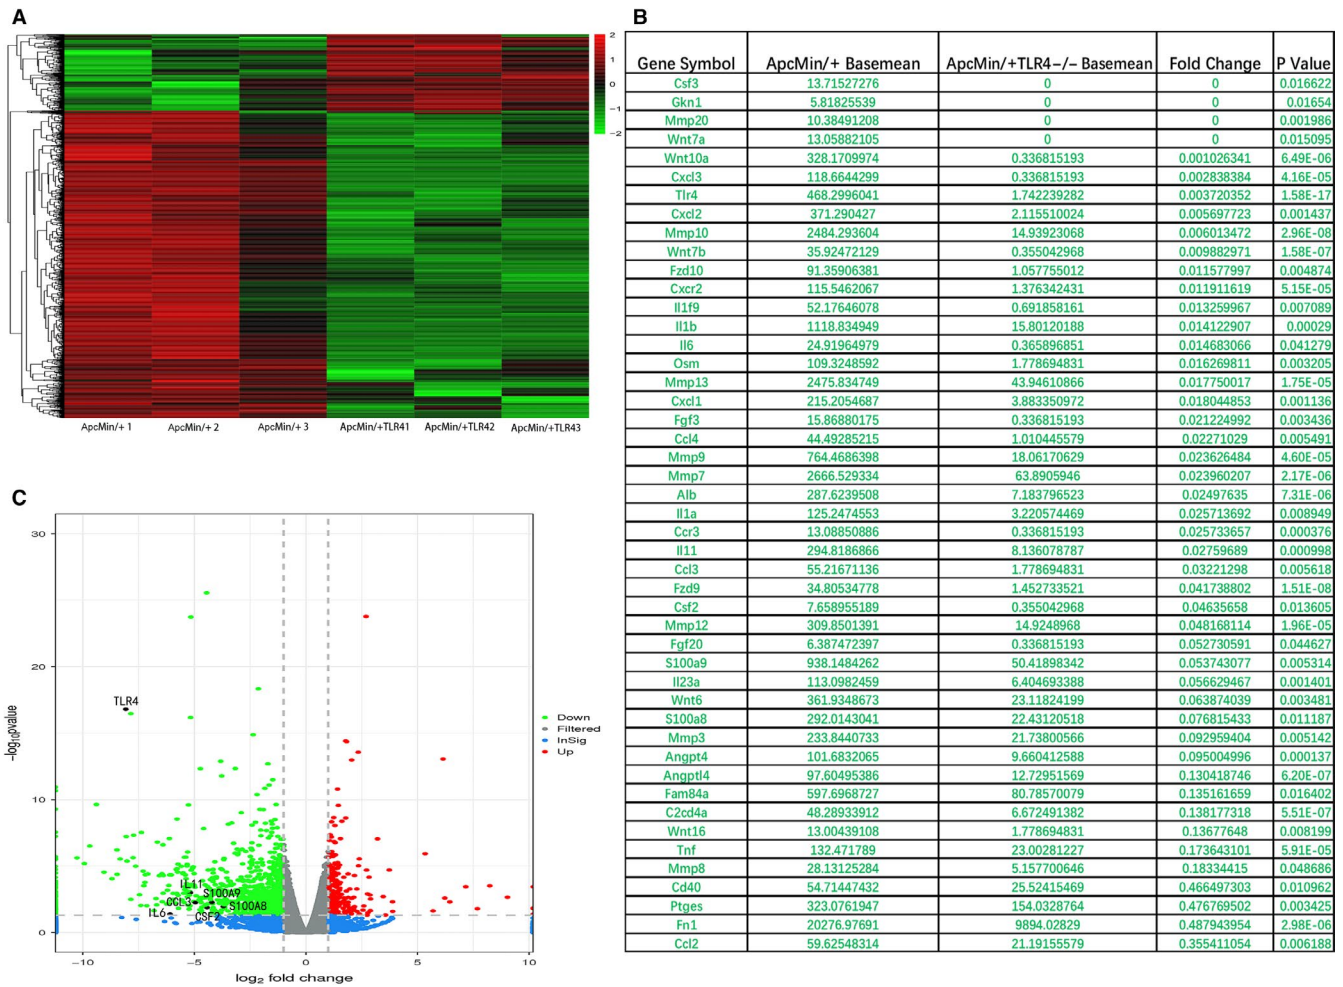 A
2
1
0
−1
−2
ApcMin/+ 1
ApcMin/+ 2
ApcMin/+ 3
ApcMin/+TLR41
ApcMin/+TLR42
ApcMin/+TLR43
B
Gene Symbol ApcMin/+ Basemean ApcMin/+TLR4−/− Basemean Fold Change P Value
Csf3 13.71527276 0 0 0.016622
Gkn1 5.81825539 0 0 0.01654
Mmp20 10.38491208 0 0 0.001986
Wnt7a 13.05882105 0 0 0.015095
Wnt10a 328.1709974 0.336815193 0.001026341 6.49E-06
Cxcl3 118.6644299 0.336815193 0.002838384 4.16E-05
Tlr4 468.2996041 1.742239282 0.003720352 1.58E-17
Cxcl2 371.290427 2.115510024 0.005697723 0.001437
Mmp10 2484.293604 14.93923068 0.006013472 2.96E-08
Wnt7b 35.92472129 0.355042968 0.009882971 1.58E-07
Fzd10 91.35906381 1.057755012 0.011577997 0.004874
Cxcr2 115.5462067 1.376342431 0.011911619 5.15E-05
Il1f9 52.17646078 0.691858161 0.013259967 0.007089
Il1b 1118.834949 15.80120188 0.014122907 0.00029
Il6 24.91964979 0.365896851 0.014683066 0.041279
Osm 109.3248592 1.778694831 0.016269811 0.003205
Mmp13 2475.834749 43.94610866 0.017750017 1.75E-05
Cxcl1 215.2054687 3.883350972 0.018044853 0.001136
Fgf3 15.86880175 0.336815193 0.021224992 0.003436
Ccl4 44.49285215 1.010445579 0.02271029 0.005491
Mmp9 764.4686398 18.06170629 0.023626484 4.60E-05
Mmp7 2666.529334 63.8905946 0.023960207 2.17E-06
Alb 287.6239508 7.183796523 0.02497635 7.31E-06
Il1a 125.2474553 3.220574469 0.025713692 0.008949
Ccr3 13.08850886 0.336815193 0.025733657 0.000376
Il11 294.8186866 8.136078787 0.02759689 0.000998
Ccl3 55.21671136 1.778694831 0.03221298 0.005618
Fzd9 34.80534778 1.452733521 0.041738802 1.51E-08
Csf2 7.658955189 0.355042968 0.04635658 0.013605
Mmp12 309.8501391 14.9248968 0.048168114 1.96E-05
Fgf20 6.387472397 0.336815193 0.052730591 0.044627
S100a9 938.1484262 50.41898342 0.053743077 0.005314
Il23a 113.0982459 6.404693388 0.056629467 0.001401
Wnt6 361.9348673 23.11824199 0.063874039 0.003481
S100a8 292.0143041 22.43120518 0.076815433 0.011187
Mmp3 233.8440733 21.73800566 0.092959404 0.005142
Angpt4 101.6832065 9.660412588 0.095004996 0.000137
Angptl4 97.60495386 12.72951569 0.130418746 6.20E-07
Fam84a 597.6968727 80.78570079 0.135161659 0.016402
C2cd4a 48.28933912 6.672491382 0.138177318 5.51E-07
Wnt16 13.00439108 1.778694831 0.13677648 0.008199
Tnf 132.471789 23.00281227 0.173643101 5.91E-05
Mmp8 28.13125284 5.157700646 0.18334415 0.048686
Cd40 54.71447432 25.52415469 0.466497303 0.010962
Ptges 323.0761947 154.0328764 0.476769502 0.003425
Fn1 20276.97691 9894.02829 0.487943954 2.98E-06
Ccl2 59.62548314 21.19155579 0.355411054 0.006188
C
−log10pvalue
30
20
10
0
TLR4
IL11
S100A9
CCL3
S100A8
IL6
CSF2
−10
−5
0
5
10
log2 fold change
Down
Filtered
InSig
Up